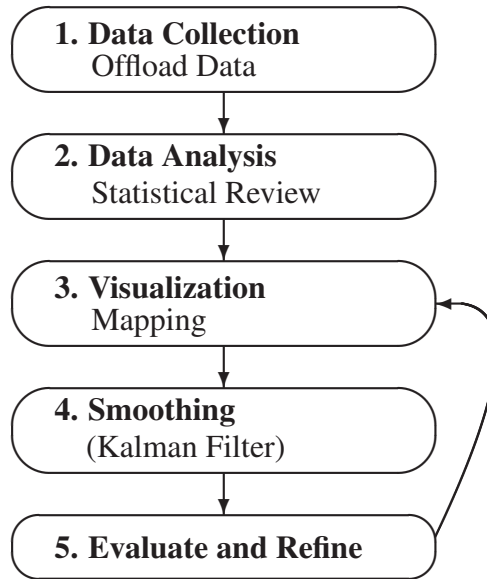 1. Data Collection
Offload Data
2. Data Analysis
Statistical Review
3. Visualization
Mapping
4. Smoothing
(Kalman Filter)
5. Evaluate and Refine